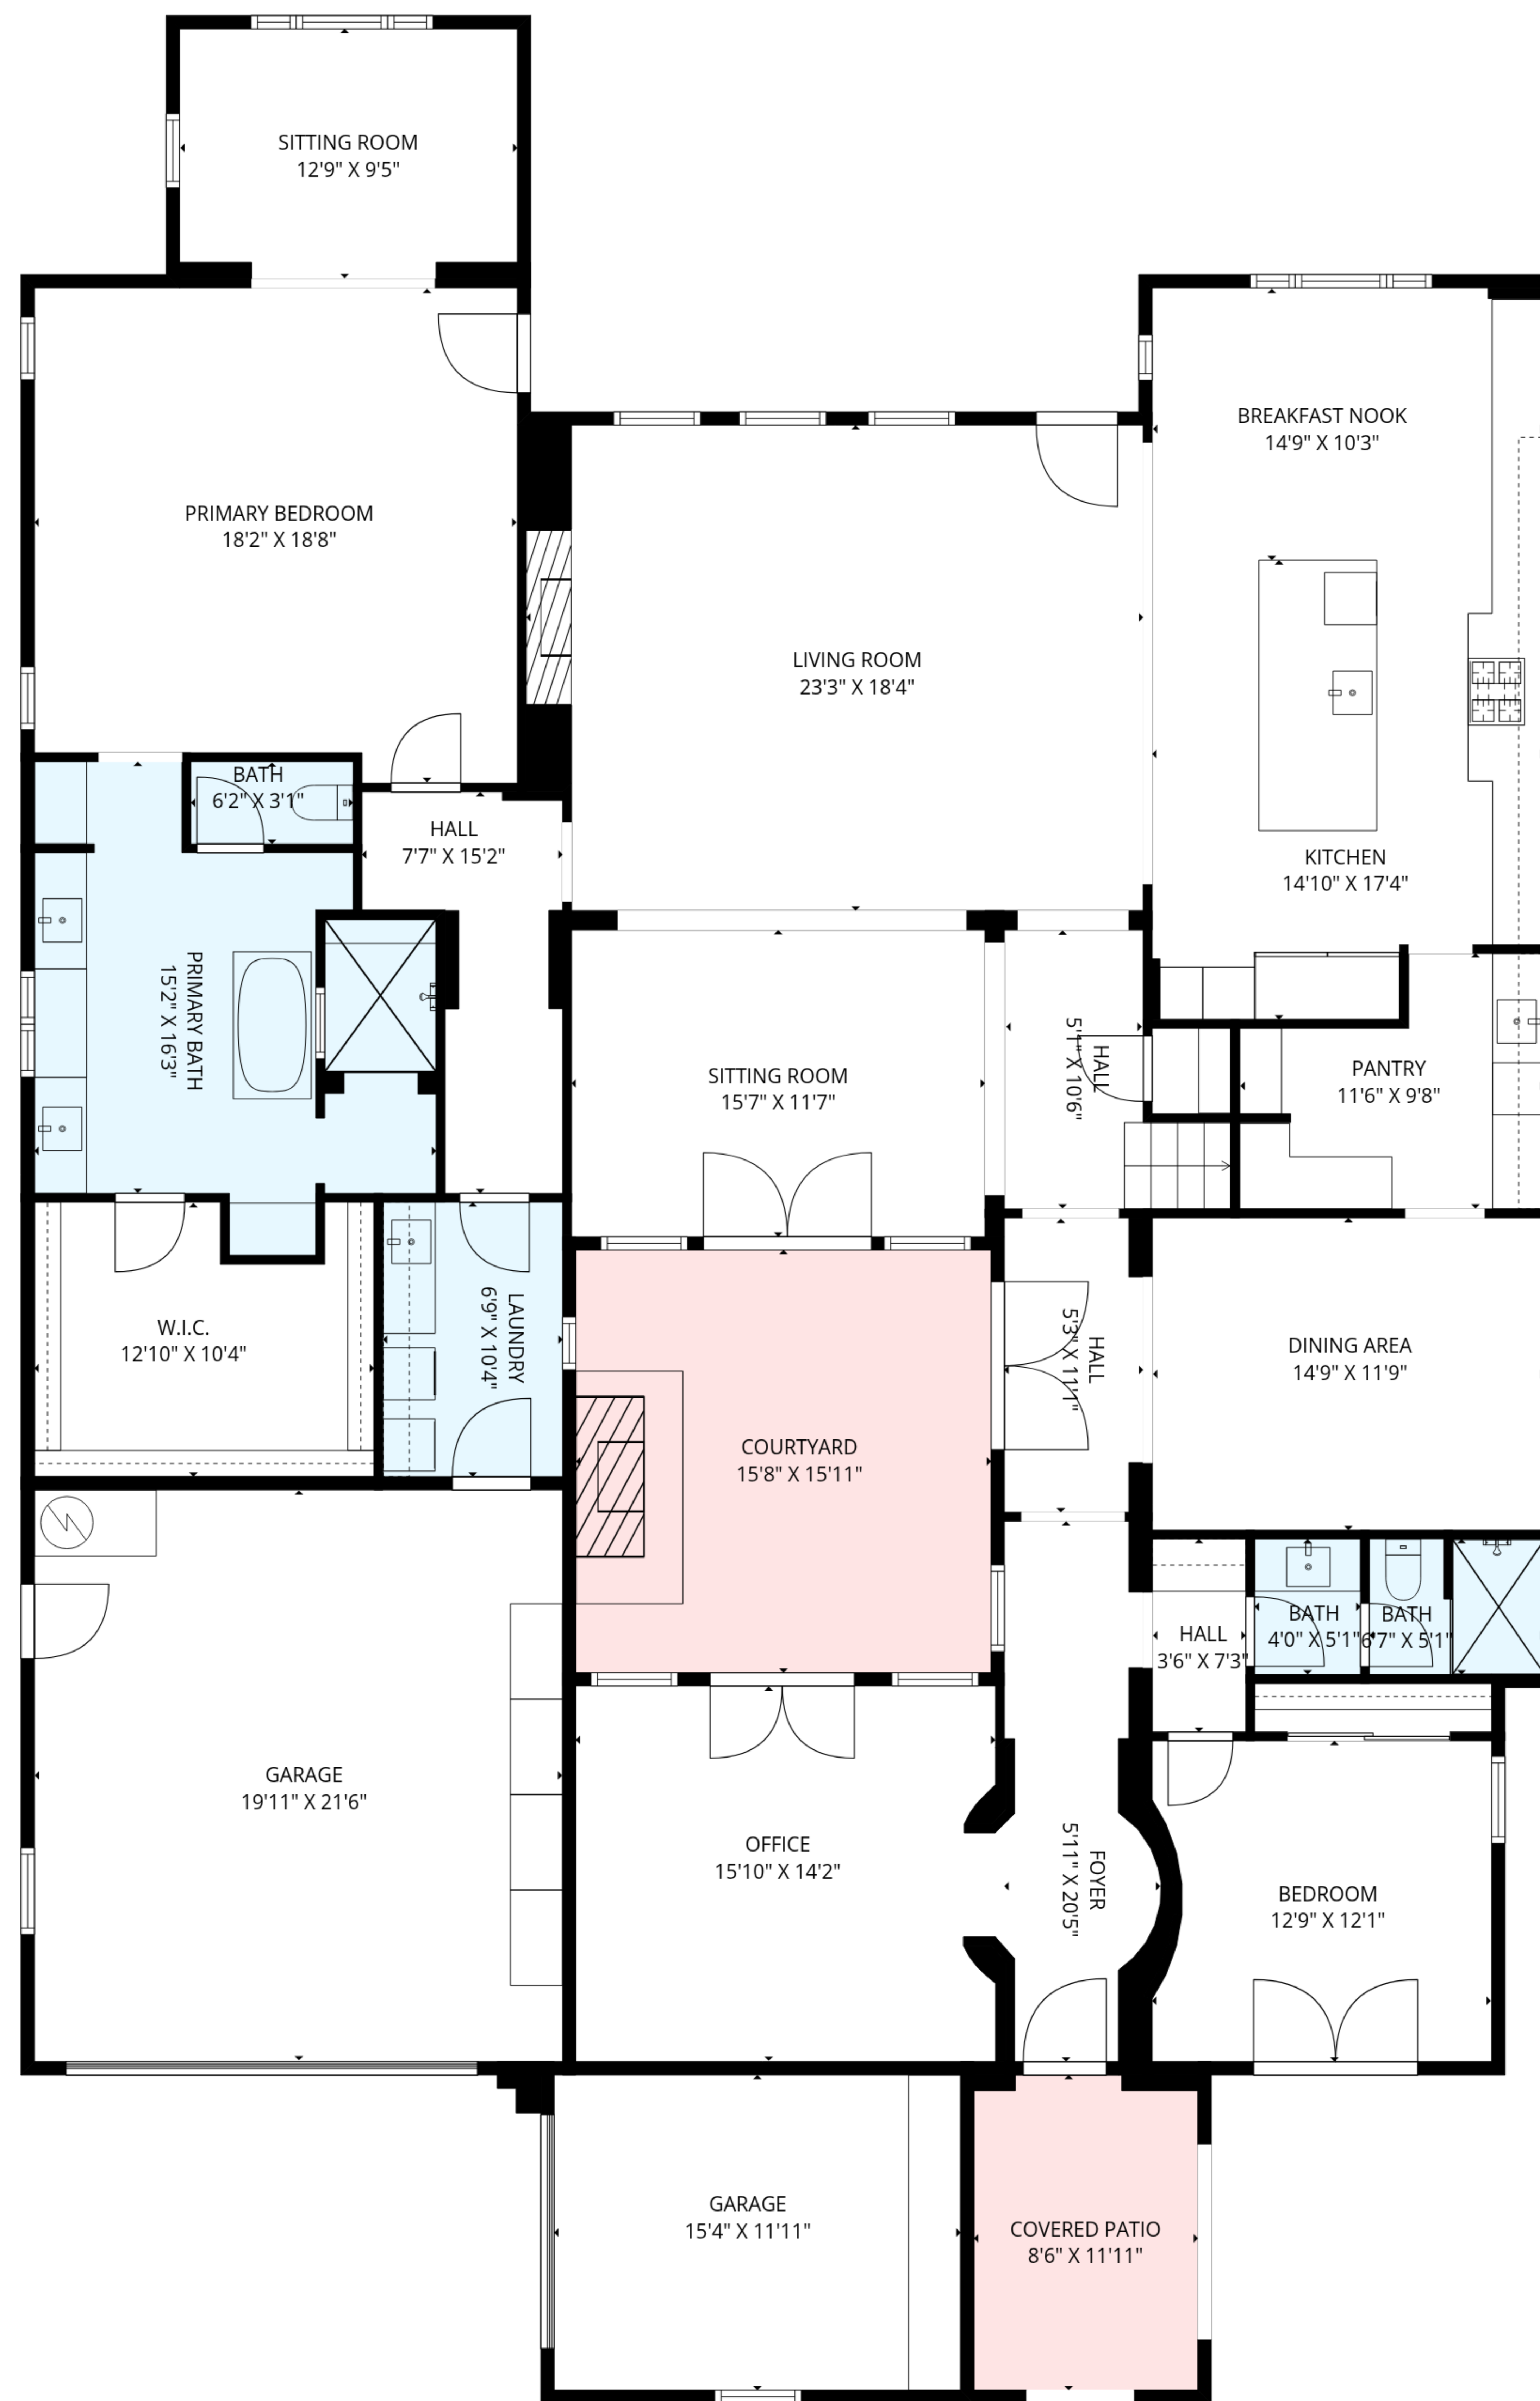 SITTING ROOM
12'9" X 9'5"
BREAKFAST NOOK
14'9" X 10'3"
PRIMARY BEDROOM
18'2" X 18'8"
LIVING ROOM
23'3" X 18'4"
BATH
6'2" X 3'1"
HALL
7'7" X 15'2"
KITCHEN
14'10" X 17'4"
PRIMARY BATH
15'2" X 16'3"
SITTING ROOM
15'7" X 11'7"
HALL
5'1" X 10'6"
PANTRY
11'6" X 9'8"
W.I.C.
12'10" X 10'4"
LAUNDRY
6'9" X 10'4"
HALL
5'3" X 11'1"
DINING AREA
14'9" X 11'9"
COURTYARD
15'8" X 15'11"
HALL
3'6" X 7'3"
BATH
4'0" X 5'1"
BATH
6'7" X 5'1"
GARAGE
19'11" X 21'6"
OFFICE
15'10" X 14'2"
FOYER
5'11" X 20'5"
BEDROOM
12'9" X 12'1"
GARAGE
15'4" X 11'11"
COVERED PATIO
8'6" X 11'11"